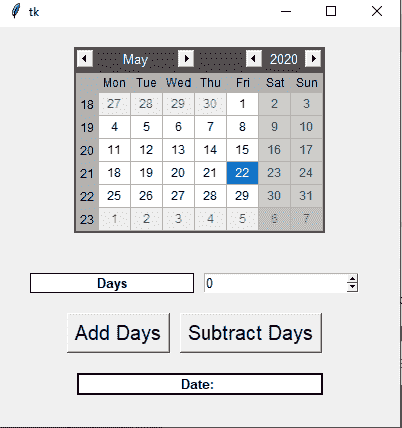 tk
May 2020
Mon Tue Wed Thu Fri Sat Sun
18 27 28 29 30 1 2 3
19 4 5 6 7 8 9 10
20 11 12 13 14 15 16 17
21 18 19 20 21 22 23 24
22 25 26 27 28 29 30 31
23 1 2 3 4 5 6 7
Days 0
Add Days Subtract Days
Date: